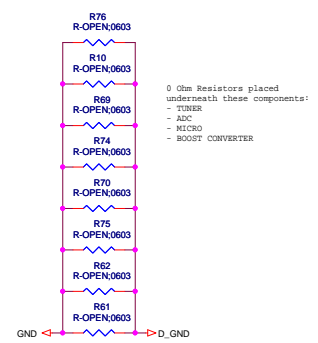 R76
R-OPEN;0603
R10
R-OPEN;0603
R69
R-OPEN;0603
R74
R-OPEN;0603
R70
R-OPEN;0603
R75
R-OPEN;0603
R62
R-OPEN;0603
R61
R-OPEN;0603
GND
D_GND
0 Ohm Resistors placed
underneath these components:
- TUNER
- ADC
- MICRO
- BOOST CONVERTER